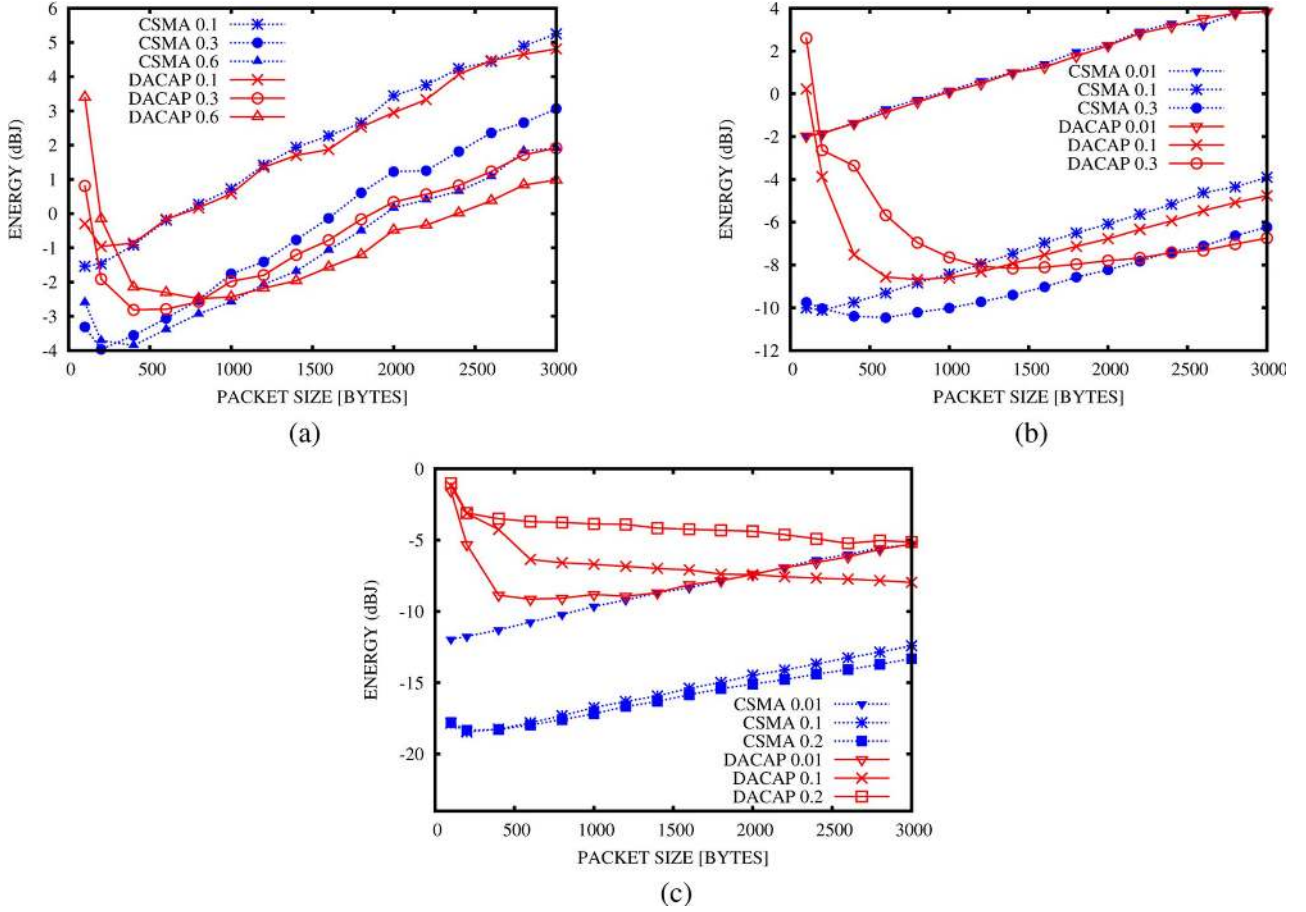 6
5
4
3
2
1
0
-1
-2
-3
-4
ENERGY (dBJ)
CSMA 0.1
CSMA 0.3
CSMA 0.6
DACAP 0.1
DACAP 0.3
DACAP 0.6
0 500 1000 1500 2000 2500 3000
PACKET SIZE [BYTES]
(a)
4
2
0
-2
-4
-6
-8
-10
-12
ENERGY (dBJ)
CSMA 0.01
CSMA 0.1
CSMA 0.3
DACAP 0.01
DACAP 0.1
DACAP 0.3
0 500 1000 1500 2000 2500 3000
PACKET SIZE [BYTES]
(b)
0
-5
-10
-15
-20
ENERGY (dBJ)
CSMA 0.01
CSMA 0.1
CSMA 0.2
DACAP 0.01
DACAP 0.1
DACAP 0.2
0 500 1000 1500 2000 2500 3000
PACKET SIZE [BYTES]
(c)